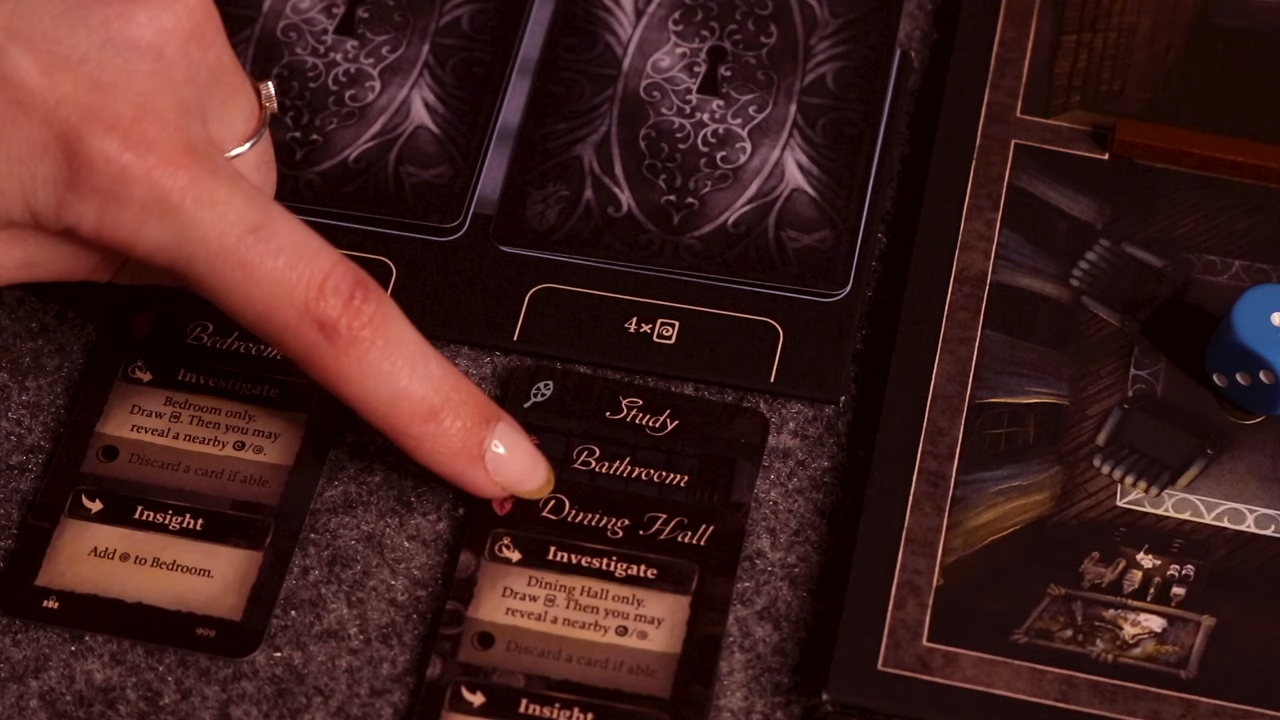 4×
Bedroom
Investigate
Bedroom only.
Draw . Then you may
reveal a nearby /.
Discard a card if able.
Insight
Add to Bedroom.
999
Study
Bathroom
Dining Hall
Investigate
Dining Hall only.
Draw . Then you may
reveal a nearby /.
Discard a card if able.
Insight